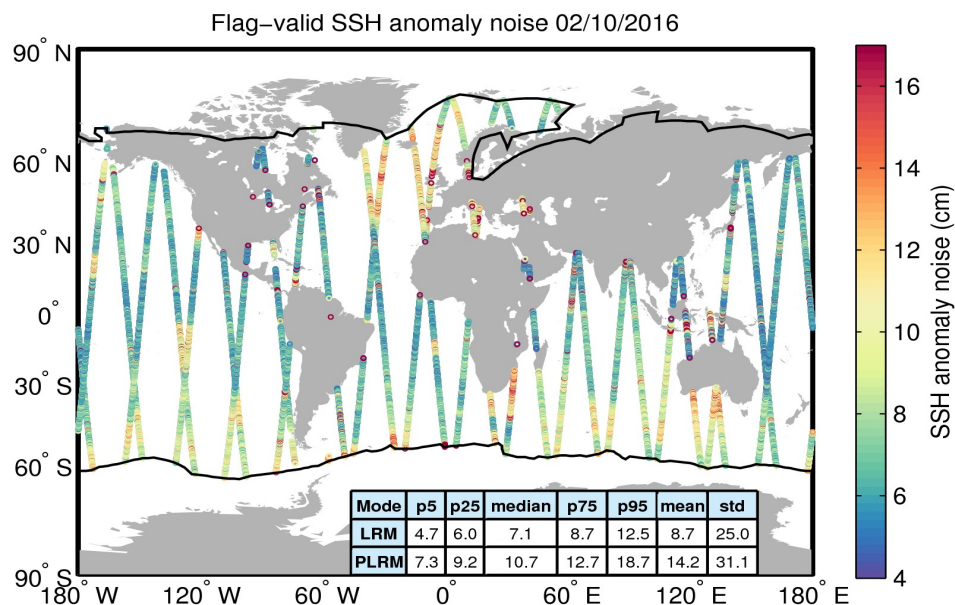 Flag−valid SSH anomaly noise 02/10/2016
90° N
60° N
30° N
0°
30° S
60° S
90° S
180° W 120° W 60° W 0° 60° E 120° E 180° E
Mode p5 p25 median p75 p95 mean std
LRM 4.7 6.0 7.1 8.7 12.5 8.7 25.0
PLRM 7.3 9.2 10.7 12.7 18.7 14.2 31.1
16
14
12
10
8
6
4
SSH anomaly noise (cm)